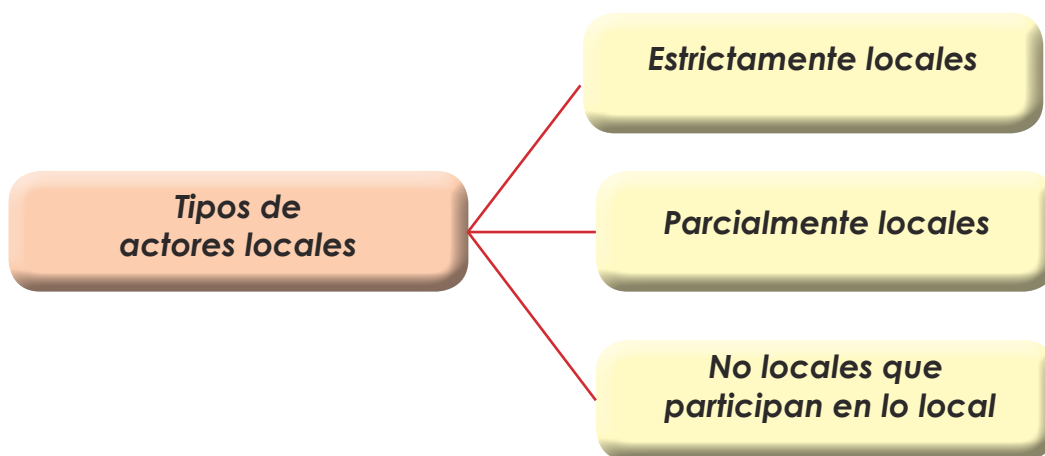 Tipos de
actores locales
Estrictamente locales
Parcialmente locales
No locales que
participan en lo local